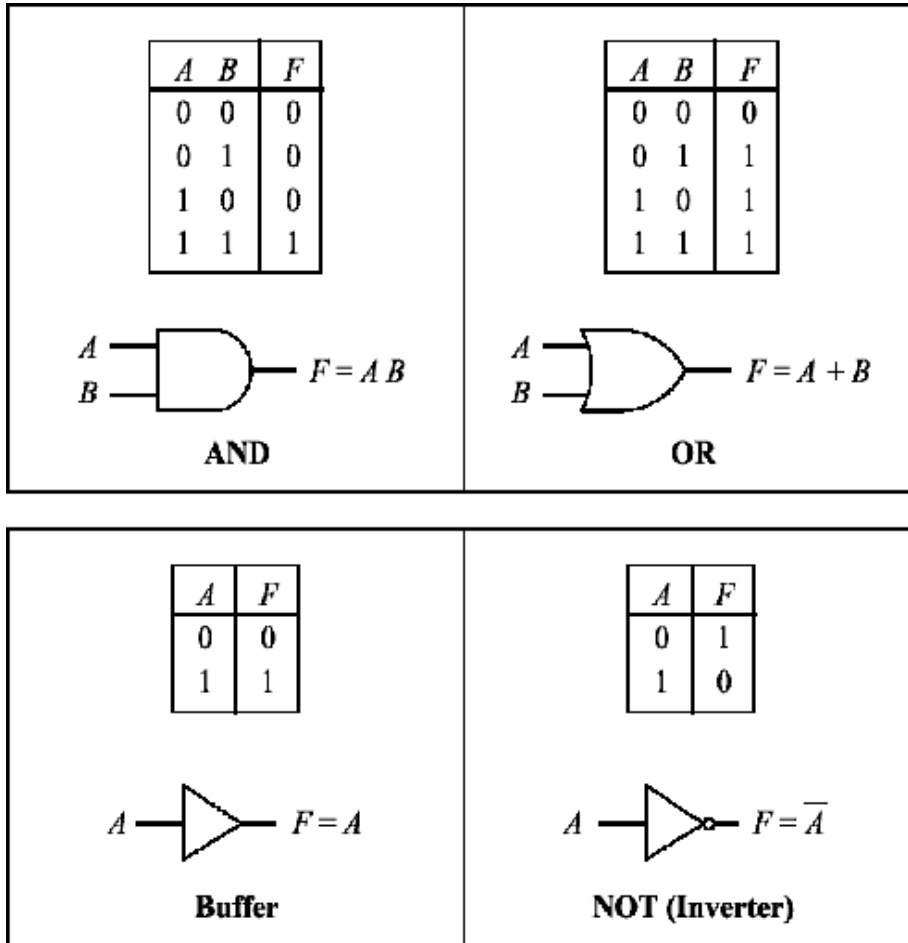 A B F
0 0 0
0 1 0
1 0 0
1 1 1
A
B
F = A B
AND
A B F
0 0 0
0 1 1
1 0 1
1 1 1
A
B
F = A + B
OR
A F
0 0
1 1
A F = A
Buffer
A F
0 1
1 0
A F = A̅
NOT (Inverter)